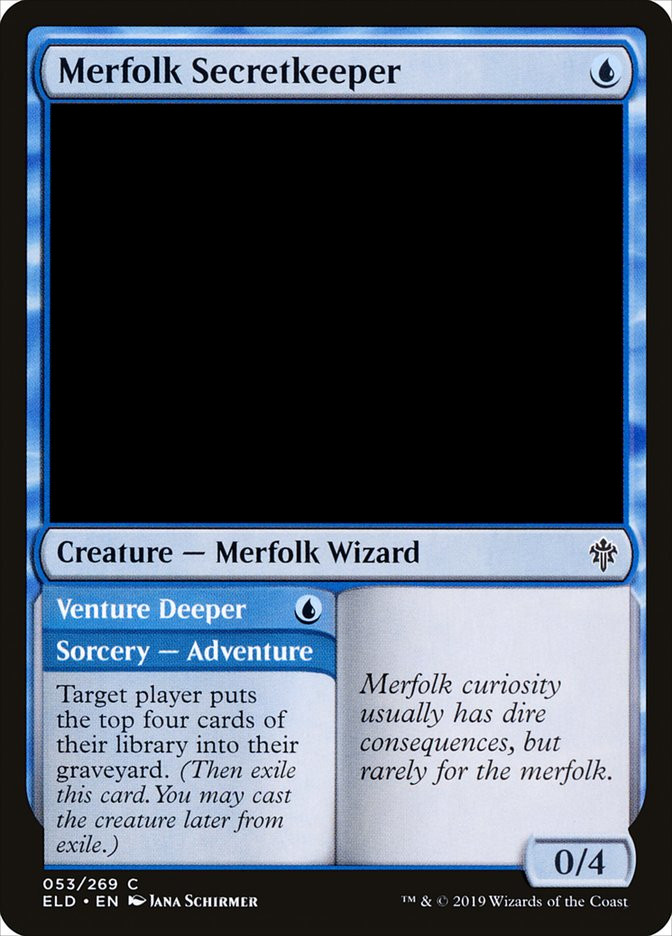 Merfolk Secretkeeper
Creature — Merfolk Wizard
Venture Deeper
Sorcery — Adventure
Target player puts
the top four cards of
their library into their
graveyard. (Then exile
this card. You may cast
the creature later from
exile.)
Merfolk curiosity
usually has dire
consequences, but
rarely for the merfolk.
0/4
053/269 C
ELD • EN Jana Schirmer
™ & © 2019 Wizards of the Coast